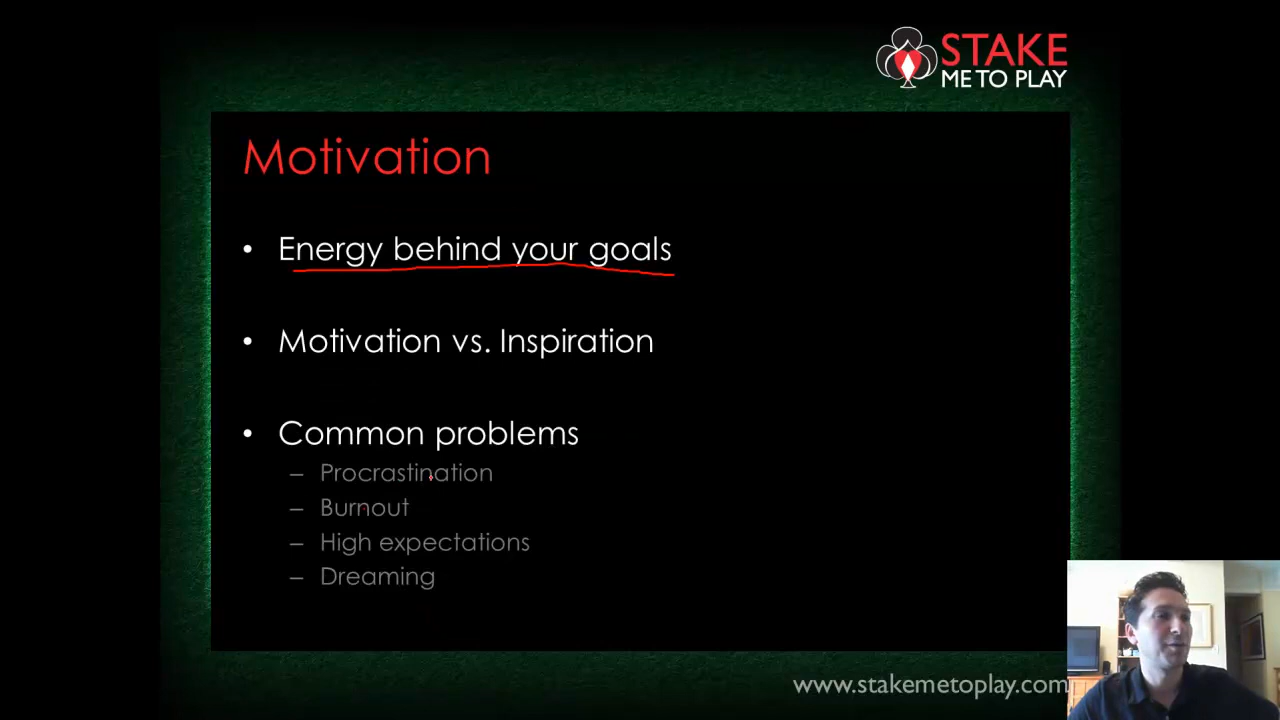 STAKE
ME TO PLAY
Motivation
• Energy behind your goals
• Motivation vs. Inspiration
• Common problems
– Procrastination
– Burnout
– High expectations
– Dreaming
www.stakemetoplay.com